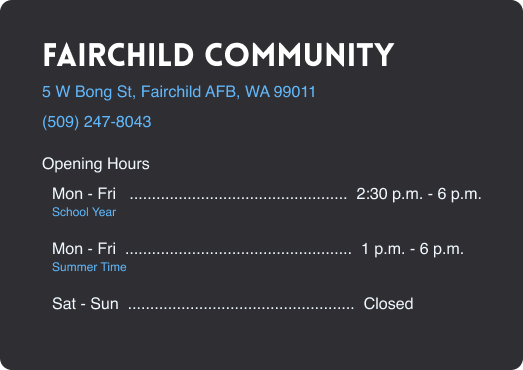 FAIRCHILD COMMUNITY
5 W Bong St, Fairchild AFB, WA 99011
(509) 247-8043
Opening Hours
Mon - Fri ................................................. 2:30 p.m. - 6 p.m.
School Year
Mon - Fri ................................................... 1 p.m. - 6 p.m.
Summer Time
Sat - Sun ................................................... Closed